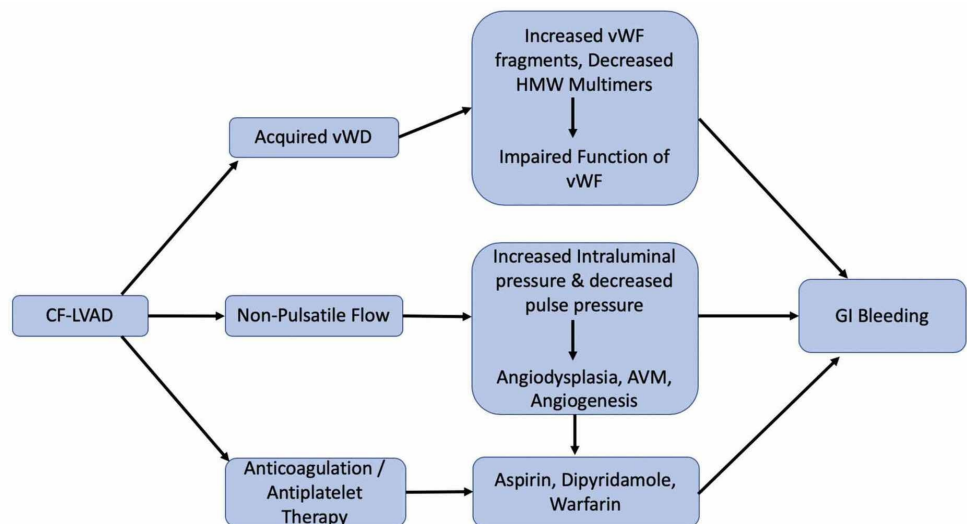 Increased vWF
fragments, Decreased
HMW Multimers
Impaired Function of
vWF
Acquired vWD
Increased Intraluminal
pressure & decreased
pulse pressure
Angiodysplasia, AVM,
Angiogenesis
CF-LVAD
Non-Pulsatile Flow
GI Bleeding
Anticoagulation /
Antiplatelet
Therapy
Aspirin, Dipyridamole,
Warfarin